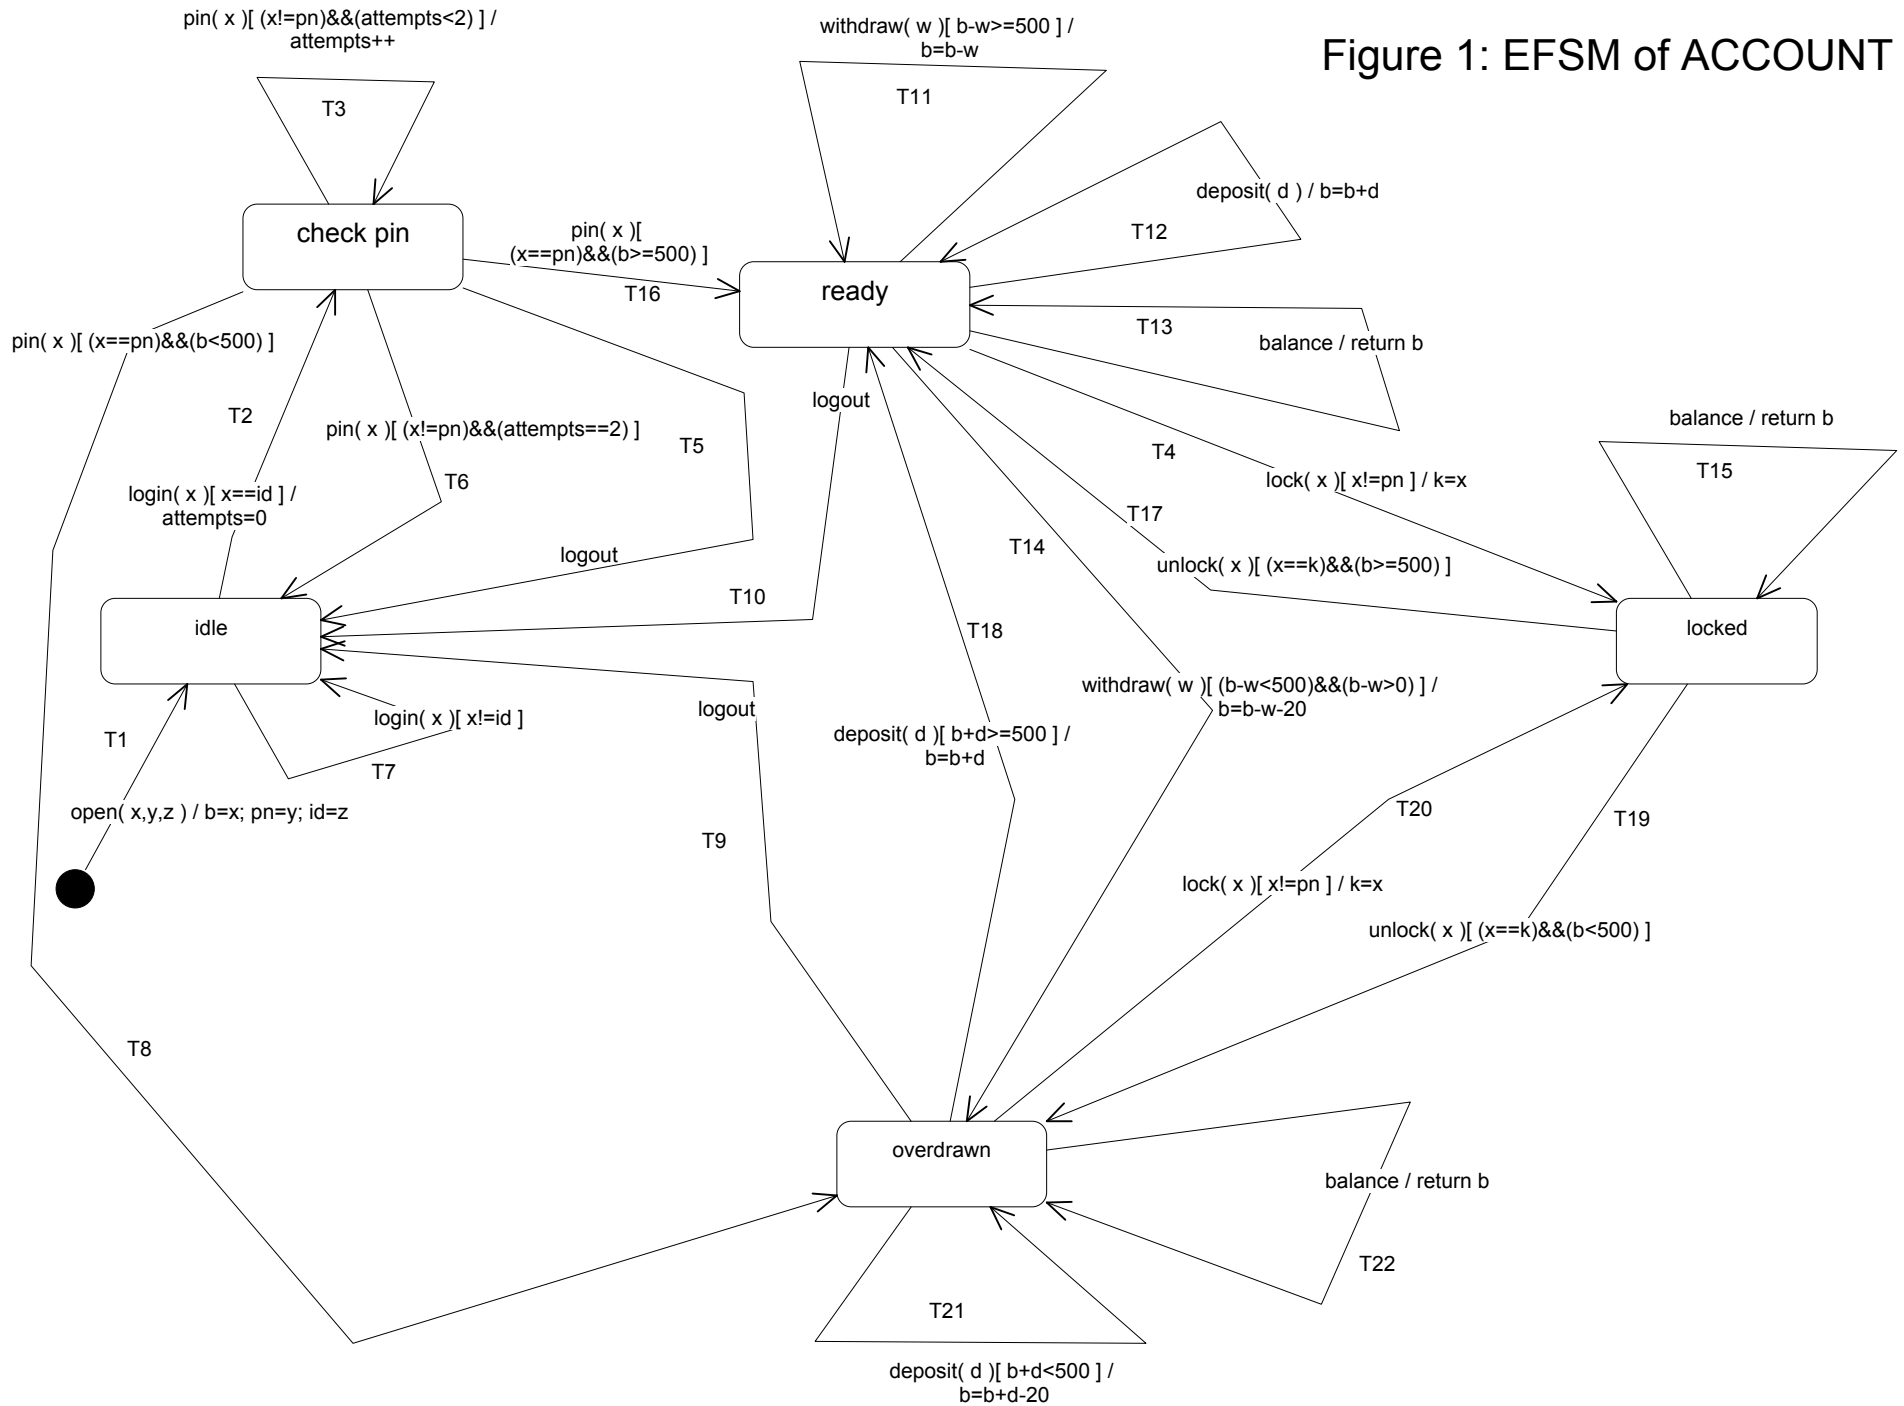 Figure 1: EFSM of ACCOUNT
pin( x )[ (x!=pn)&&(attempts<2) ] /
attempts++
T3
withdraw( w )[ b-w>=500 ] /
b=b-w
T11
deposit( d ) / b=b+d
T12
check pin
pin( x )[
(x==pn)&&(b>=500) ]
T16
ready
T13
balance / return b
pin( x )[ (x==pn)&&(b<500) ]
T2
pin( x )[ (x!=pn)&&(attempts==2) ]
T6
T5
logout
T4
lock( x )[ x!=pn ] / k=x
balance / return b
T15
login( x )[ x==id ] /
attempts=0
T17
unlock( x )[ (x==k)&&(b>=500) ]
T14
logout
T10
idle
T18
locked
T1
login( x )[ x!=id ]
T7
logout
withdraw( w )[ (b-w<500)&&(b-w>0) ] /
b=b-w-20
deposit( d )[ b+d>=500 ] /
b=b+d
open( x,y,z ) / b=x; pn=y; id=z
T9
T20
T19
lock( x )[ x!=pn ] / k=x
unlock( x )[ (x==k)&&(b<500) ]
T8
overdrawn
balance / return b
T22
T21
deposit( d )[ b+d<500 ] /
b=b+d-20